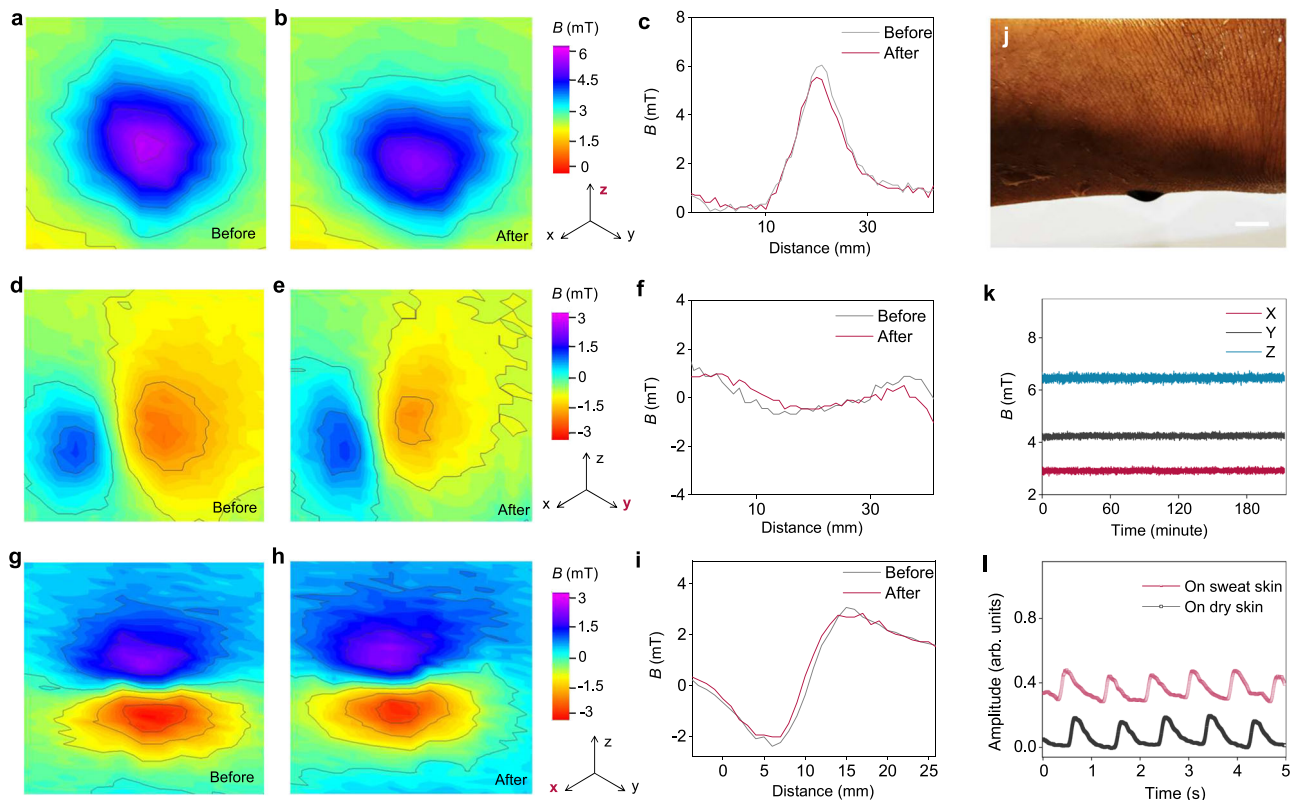 a
Before
b
After
B (mT)
6
4.5
3
1.5
0
z
x
y
c
8
6
4
2
0
B (mT)
Before
After
10
30
Distance (mm)
j
d
Before
e
After
B (mT)
3
1.5
0
-1.5
-3
z
x
y
f
4
2
0
-2
-4
B (mT)
Before
After
10
30
Distance (mm)
k
X
Y
Z
8
6
4
2
B (mT)
0
60
120
180
Time (minute)
g
Before
h
After
B (mT)
3
1.5
0
-1.5
-3
z
x
y
i
4
2
0
-2
B (mT)
Before
After
0
5
10
15
20
25
Distance (mm)
l
On sweat skin
On dry skin
0.8
0.4
0.0
Amplitude (arb. units)
0
1
2
3
4
5
Time (s)